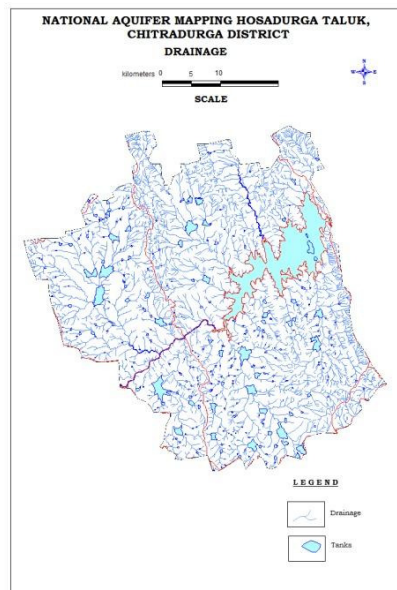 NATIONAL AQUIFER MAPPING HOSADURGA TALUK,
CHITRADURGA DISTRICT
DRAINAGE
kilometers 0 5 10
SCALE
N
W E
S
LEGEND
Drainage
Tanks